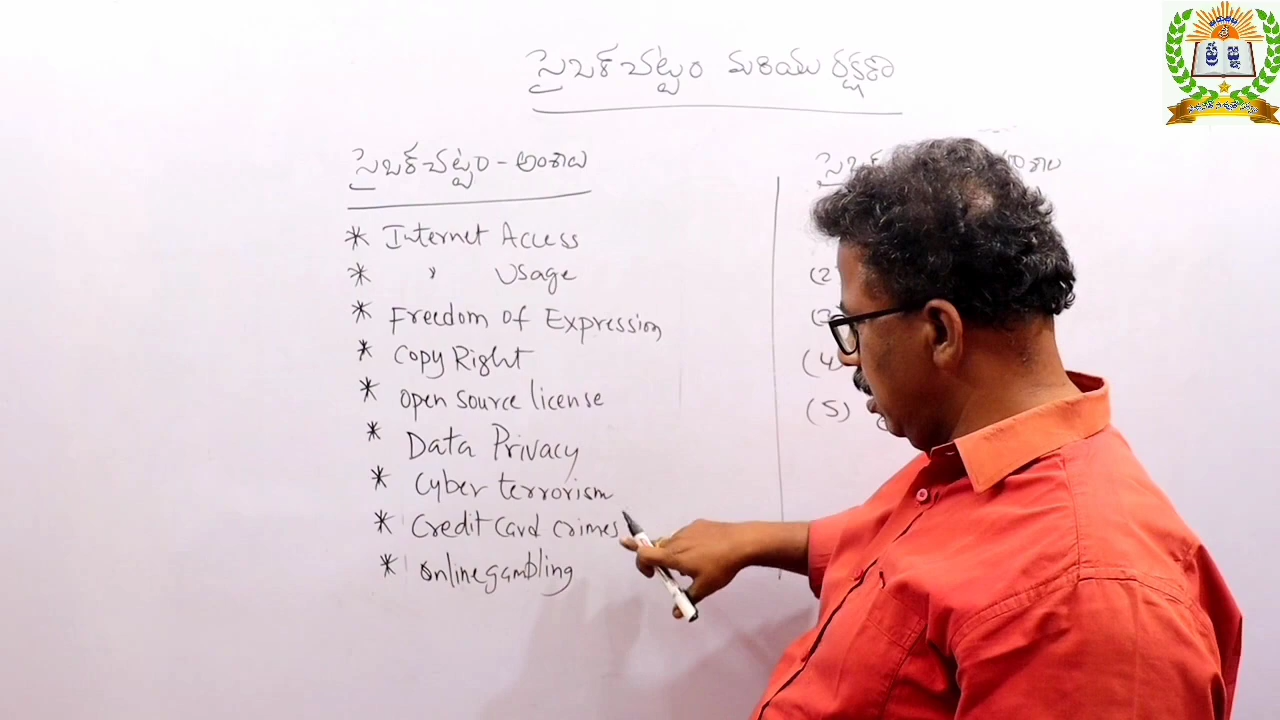 సైబర్ చట్టం మరియు రక్షణ
సైబర్ చట్టం - అంశాలు
* Internet Access
* " Usage
* Freedom of Expression
* Copy Right
* open source license
* Data Privacy
* Cyber terrorism
* Credit Card crimes
* online gambling
(2)
(3)
(4)
(5)